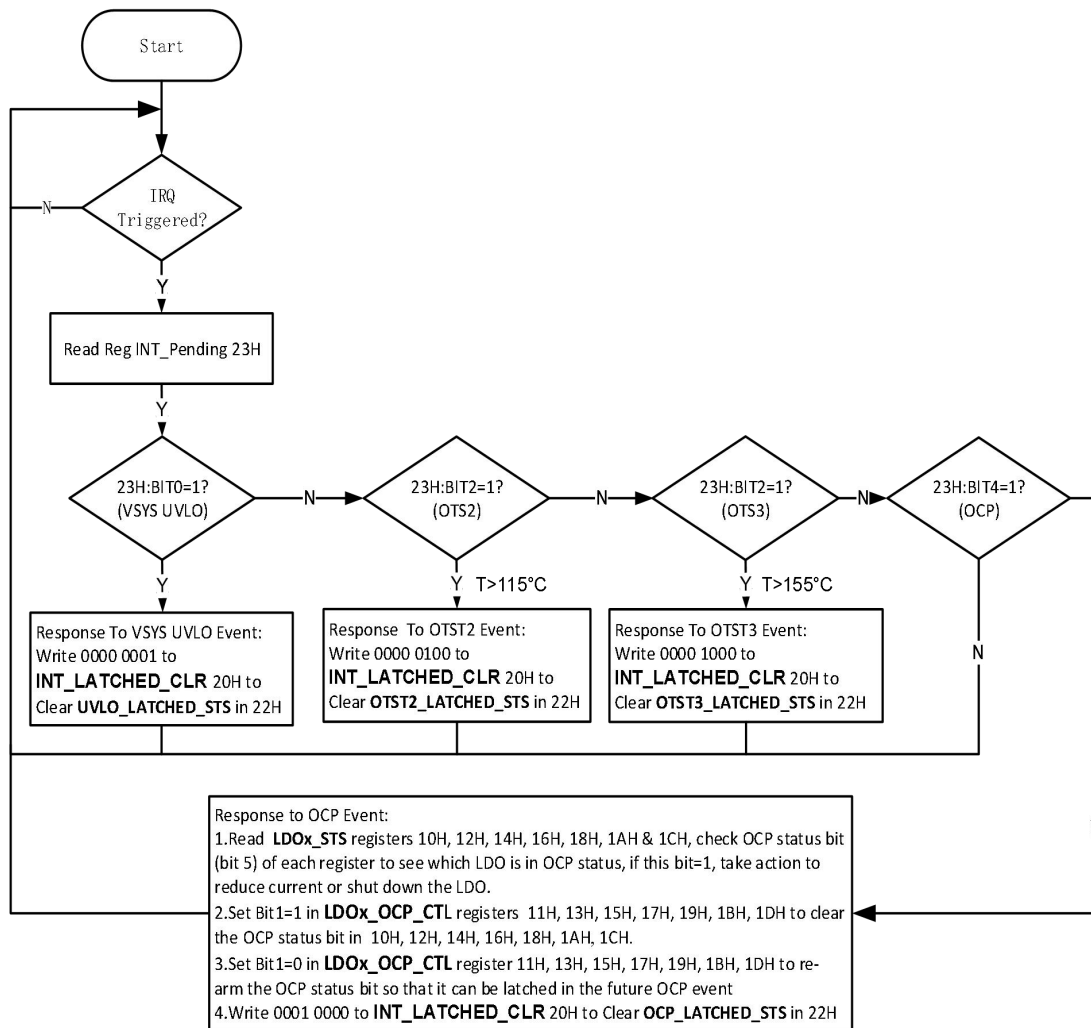 Start
IRQ
Triggered?
N
Y
Read Reg INT_Pending 23H
Y
23H:BIT0=1?
(VSYS UVLO)
N
23H:BIT2=1?
(OTS2)
N
23H:BIT2=1?
(OTS3)
N
23H:BIT4=1?
(OCP)
Y
Y T>115°C
Y T>155°C
N
Response To VSYS UVLO Event:
Write 0000 0001 to
INT_LATCHED_CLR 20H to
Clear UVLO_LATCHED_STS in 22H
Response To OTST2 Event:
Write 0000 0100 to
INT_LATCHED_CLR 20H to
Clear OTST2_LATCHED_STS in 22H
Response To OTST3 Event:
Write 0000 1000 to
INT_LATCHED_CLR 20H to
Clear OTST3_LATCHED_STS in 22H
Response to OCP Event:
1.Read LDOx_STS registers 10H, 12H, 14H, 16H, 18H, 1AH & 1CH, check OCP status bit
(bit 5) of each register to see which LDO is in OCP status, if this bit=1, take action to
reduce current or shut down the LDO.
2.Set Bit1=1 in LDOx_OCP_CTL registers 11H, 13H, 15H, 17H, 19H, 1BH, 1DH to clear
the OCP status bit in 10H, 12H, 14H, 16H, 18H, 1AH, 1CH.
3.Set Bit1=0 in LDOx_OCP_CTL register 11H, 13H, 15H, 17H, 19H, 1BH, 1DH to re-
arm the OCP status bit so that it can be latched in the future OCP event
4.Write 0001 0000 to INT_LATCHED_CLR 20H to Clear OCP_LATCHED_STS in 22H